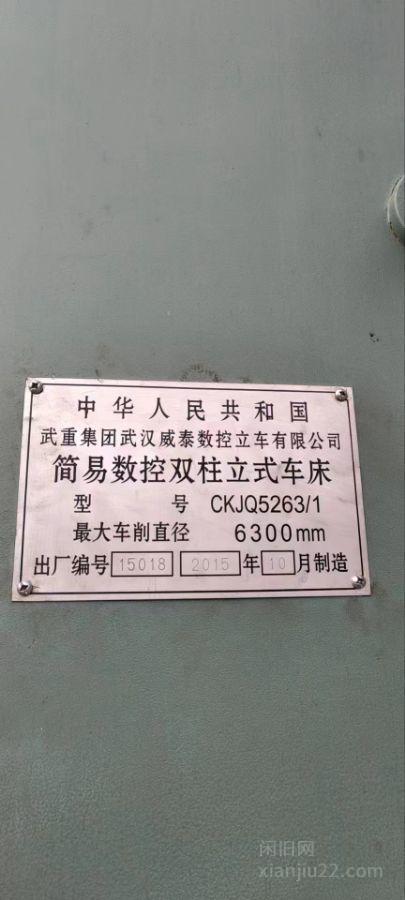 中华人民共和国
武重集团武汉威泰数控立车有限公司
简易数控双柱立式车床
型 号 CKJQ5263/1
最大车削直径 6300mm
出厂编号 15018 2015 年 10 月制造
闲旧网
xianjiu22.com